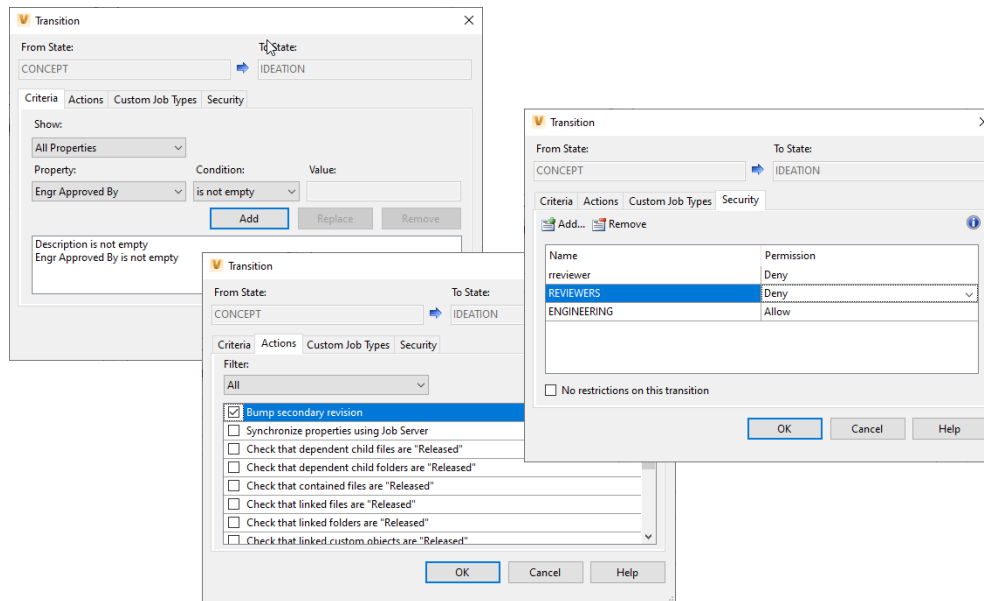 Transition
From State: To State:
CONCEPT IDEATION
Criteria Actions Custom Job Types Security
Show:
All Properties
Property: Condition: Value:
Engr Approved By is not empty
Add Replace Remove
Description is not empty
Engr Approved By is not empty
Transition
From State: To State:
CONCEPT IDEATION
Criteria Actions Custom Job Types Security
Filter:
All
Bump secondary revision
Synchronize properties using Job Server
Check that dependent child files are "Released"
Check that dependent child folders are "Released"
Check that contained files are "Released"
Check that linked files are "Released"
Check that linked folders are "Released"
Check that linked custom objects are "Released"
OK Cancel Help
Transition
From State: To State:
CONCEPT IDEATION
Criteria Actions Custom Job Types Security
Add... Remove
Name Permission
rreviewer Deny
REVIEWERS Deny
ENGINEERING Allow
No restrictions on this transition
OK Cancel Help